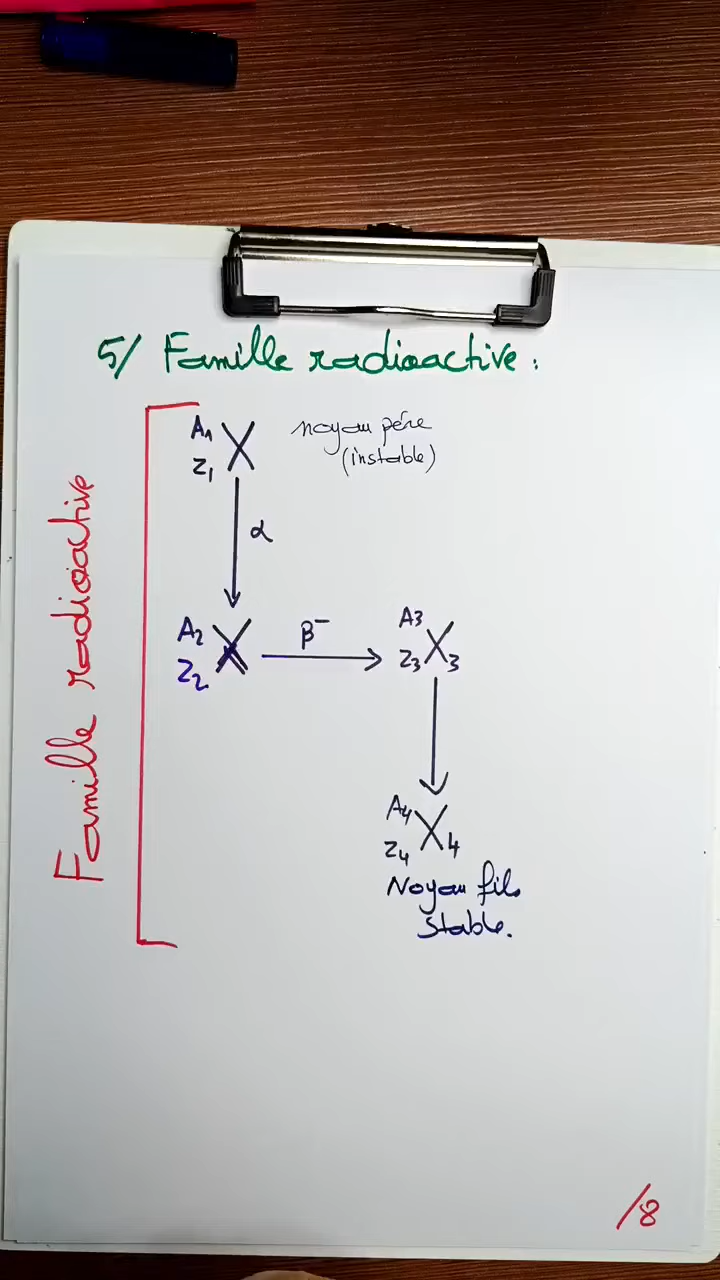 5/ Famille radioactive :
Famille radioactive
A1
Z1 X
noyau père
(instable)
α
A2
Z2 X
β-
A3
Z3 X3
A4
Z4 X4
Noyau fils
stable.
/8